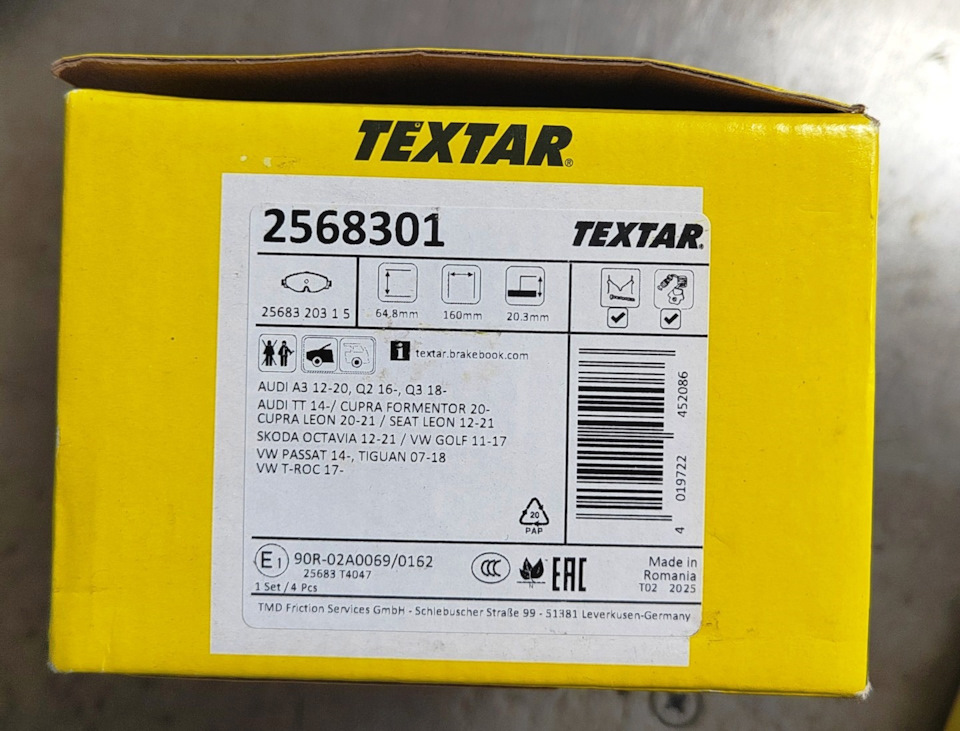 TEXTAR®
2568301
TEXTAR®
25683 203 1 5
64,8mm
160mm
20.3mm
i textar.brakebook.com
AUDI A3 12-20, Q2 16-, Q3 18-
AUDI TT 14-/ CUPRA FORMENTOR 20-
CUPRA LEON 20-21 / SEAT LEON 12-21
SKODA OCTAVIA 12-21 / VW GOLF 11-17
VW PASSAT 14-, TIGUAN 07-18
VW T-ROC 17-
4 019722 452086
20
PAP
E1 90R-02A0069/0162
25683 T4047
1 Set / 4 Pcs
CCC
N
EAC
Made in
Romania
T02 2025
TMD Friction Services GmbH - Schlebuscher Straße 99 - 51381 Leverkusen-Germany